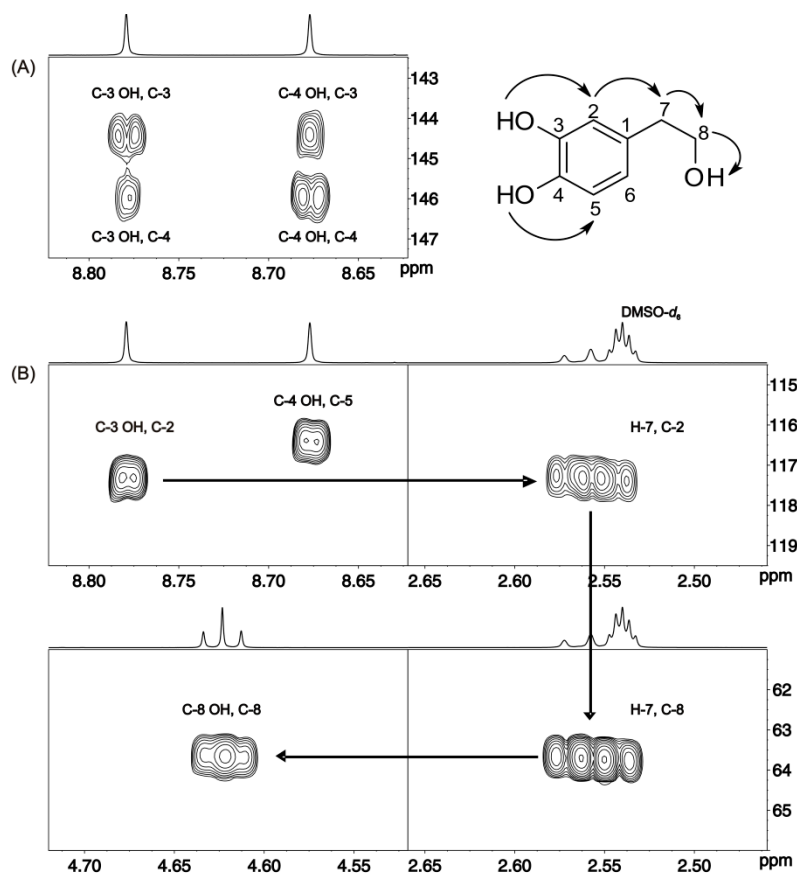 (A)
C-3 OH, C-3
C-4 OH, C-3
C-3 OH, C-4
C-4 OH, C-4
143
144
145
146
147
8.80 8.75 8.70 8.65 ppm
HO
HO
OH
1
2
3
4
5
6
7
8
(B)
DMSO-d₆
C-3 OH, C-2
C-4 OH, C-5
H-7, C-2
115
116
117
118
119
8.80 8.75 8.70 2.65 2.60 2.55 2.50 ppm
C-8 OH, C-8
H-7, C-8
62
63
64
65
4.70 4.65 4.60 4.55 2.65 2.60 2.55 2.50 ppm